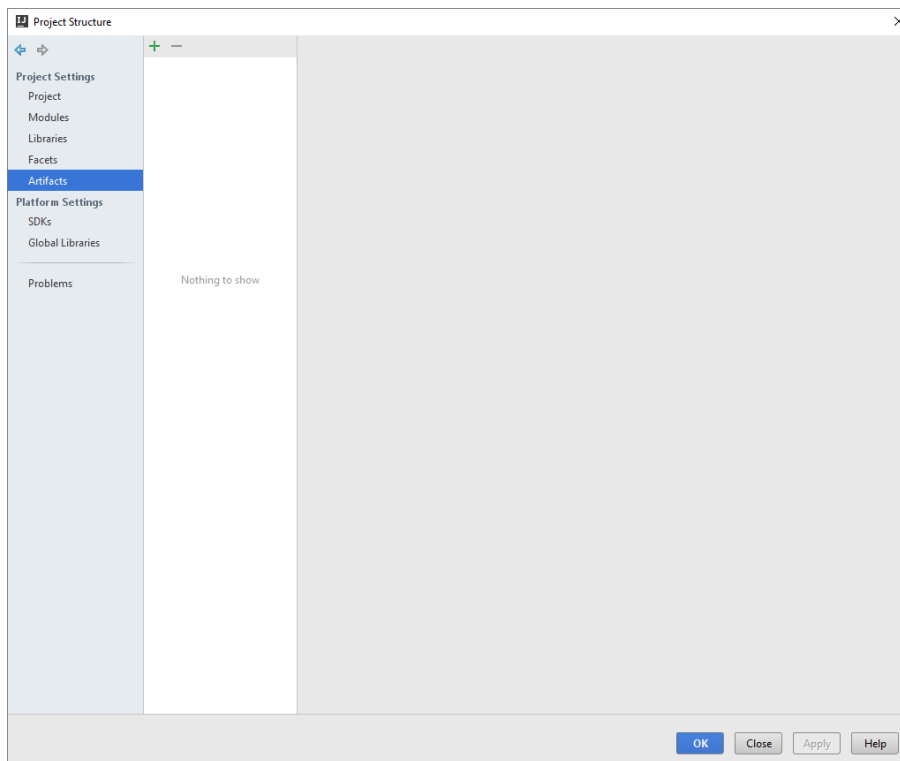 Project Structure
Project Settings
Project
Modules
Libraries
Facets
Artifacts
Platform Settings
SDKs
Global Libraries
Problems
Nothing to show
OK
Close
Apply
Help